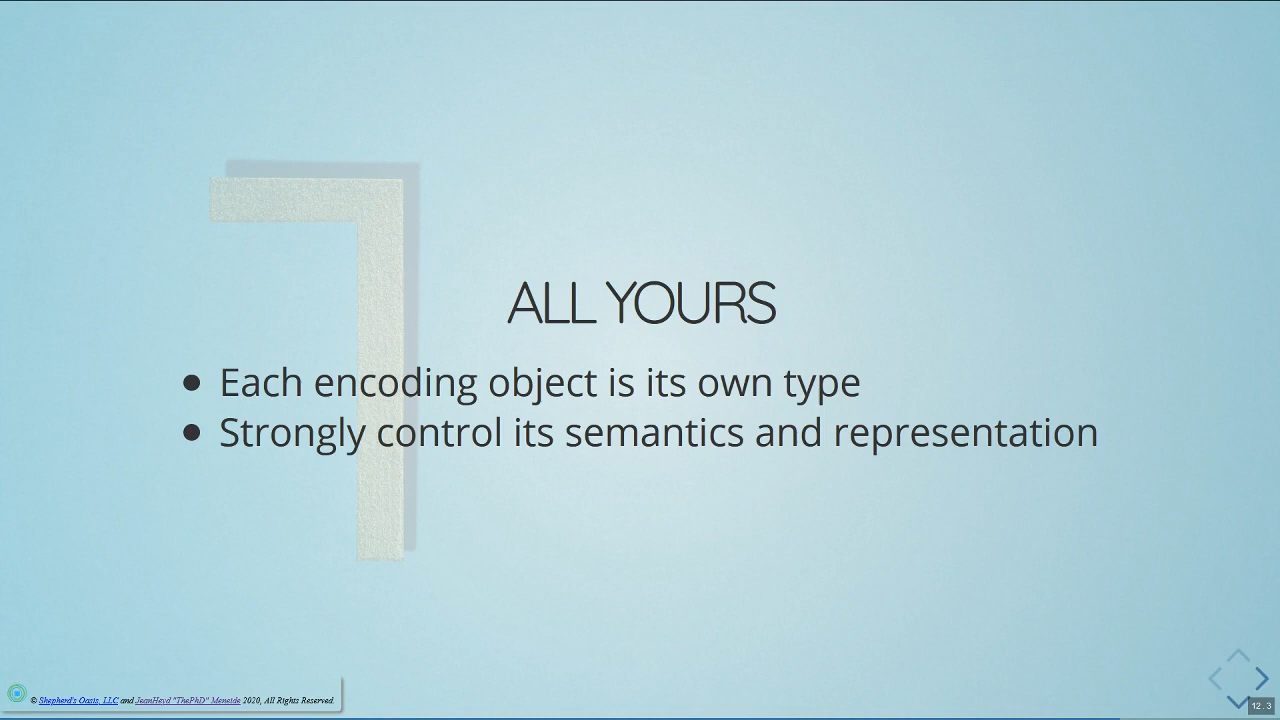 ALL YOURS
Each encoding object is its own type
Strongly control its semantics and representation
© Shepherd's Oasis, LLC and JeanHeyd "ThePhD" Meneide 2020, All Rights Reserved.
12.3